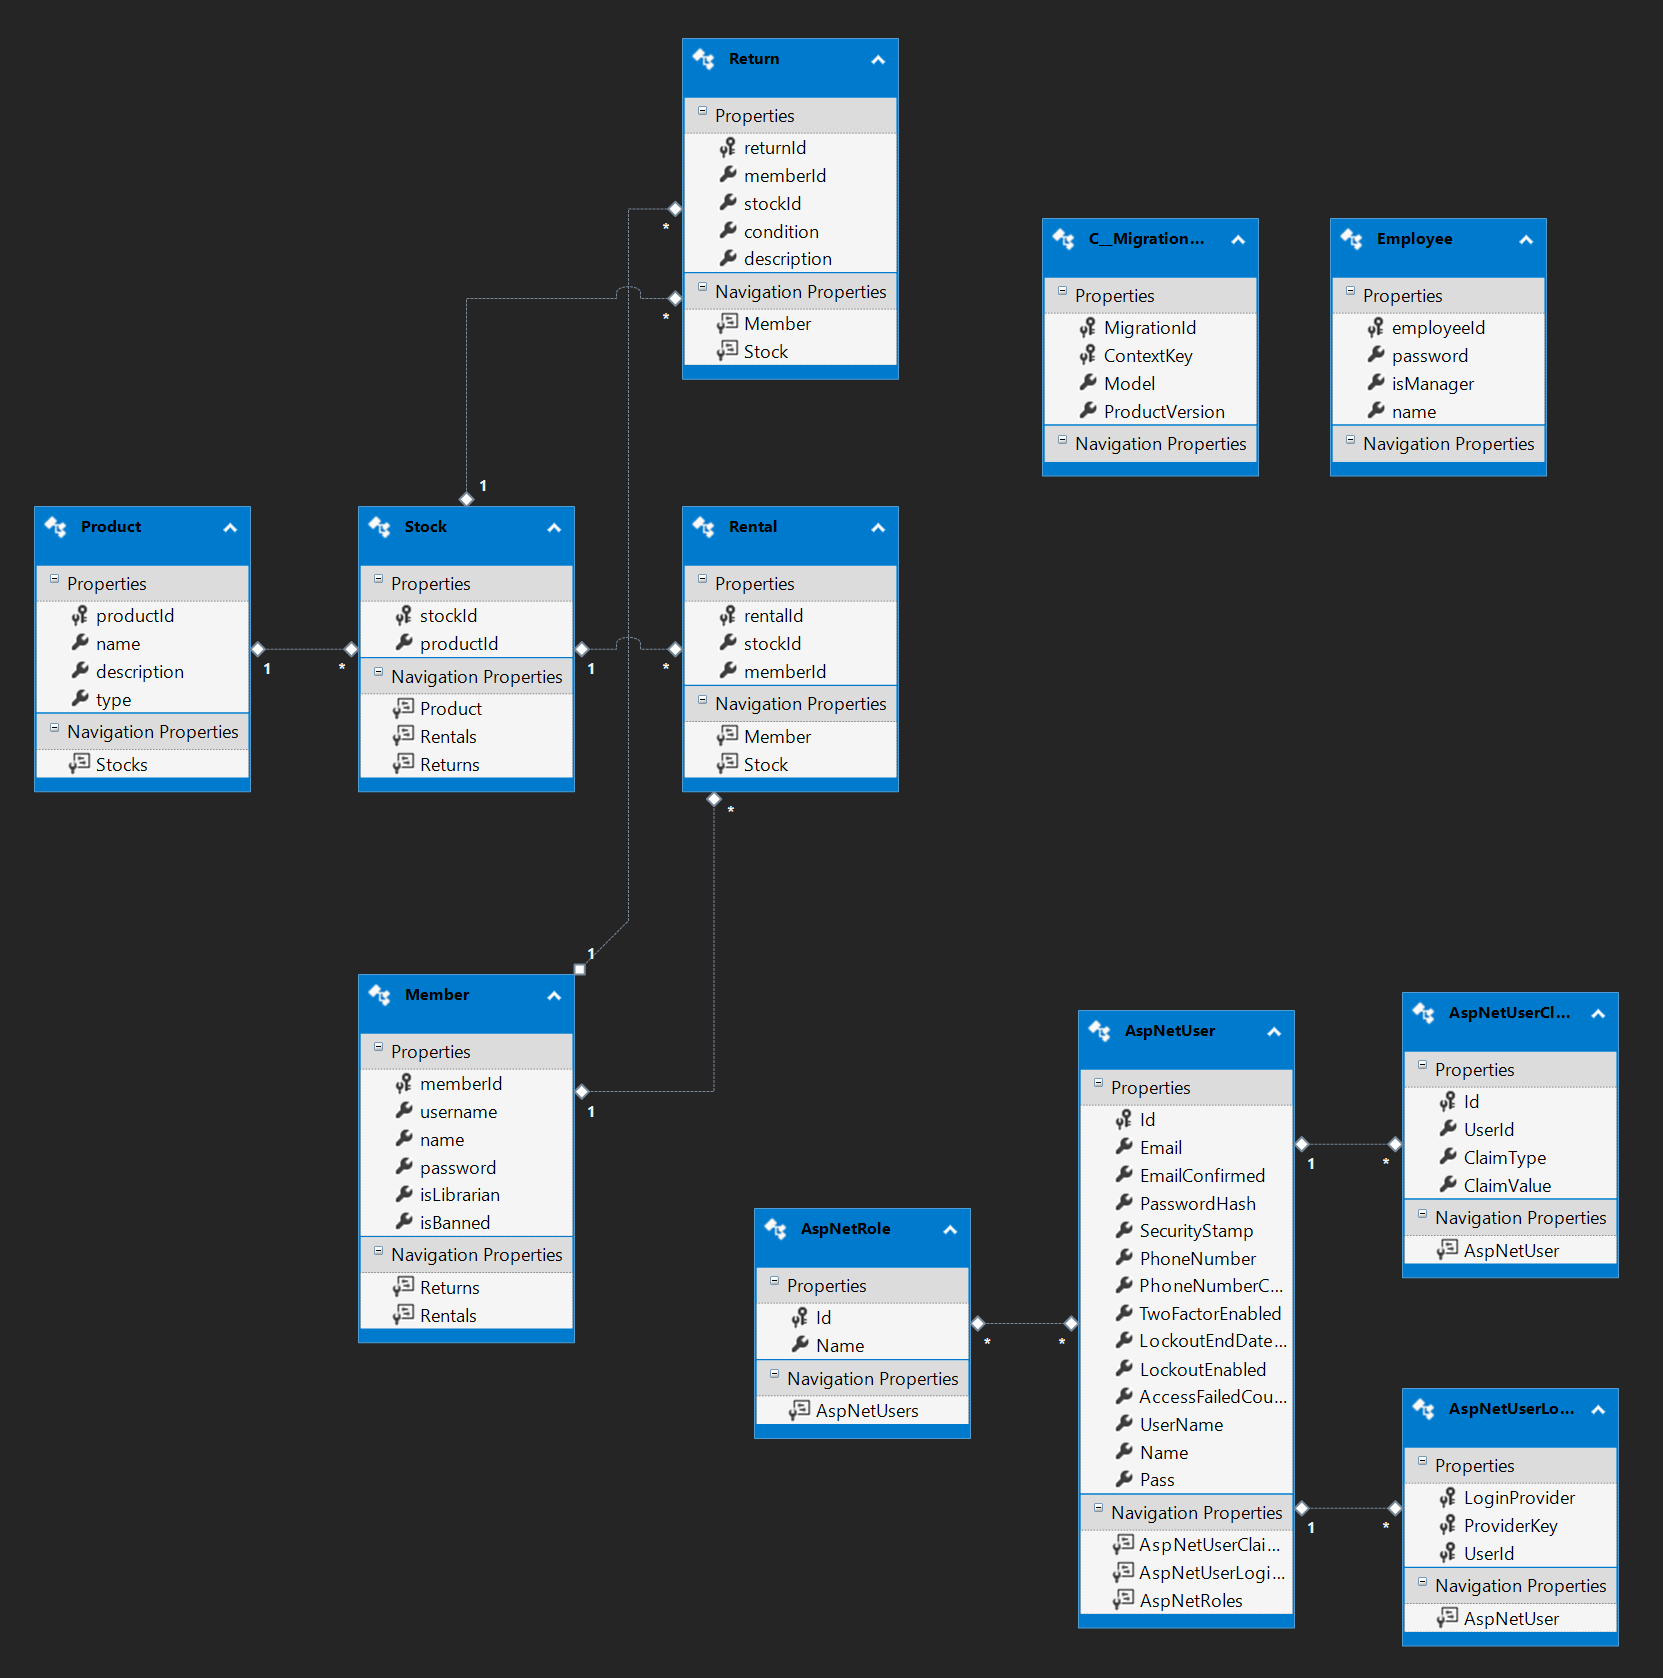 Return
Properties
returnId
memberId
stockId
condition
description
Navigation Properties
Member
Stock
*
*
C__Migration...
Properties
MigrationId
ContextKey
Model
ProductVersion
Navigation Properties
Employee
Properties
employeeId
password
isManager
name
Navigation Properties
1
Product
Properties
productId
name
description
type
Navigation Properties
Stocks
1
*
Stock
Properties
stockId
productId
Navigation Properties
Product
Rentals
Returns
1
*
Rental
Properties
rentalId
stockId
memberId
Navigation Properties
Member
Stock
*
1
Member
Properties
memberId
username
name
password
isLibrarian
isBanned
Navigation Properties
Returns
Rentals
1
AspNetRole
Properties
Id
Name
Navigation Properties
AspNetUsers
*
*
AspNetUser
Properties
Id
Email
EmailConfirmed
PasswordHash
SecurityStamp
PhoneNumber
PhoneNumberC...
TwoFactorEnabled
LockoutEndDate...
LockoutEnabled
AccessFailedCou...
UserName
Name
Pass
Navigation Properties
AspNetUserClai...
AspNetUserLogi...
AspNetRoles
1
*
AspNetUserCl...
Properties
Id
UserId
ClaimType
ClaimValue
Navigation Properties
AspNetUser
1
*
AspNetUserLo...
Properties
LoginProvider
ProviderKey
UserId
Navigation Properties
AspNetUser